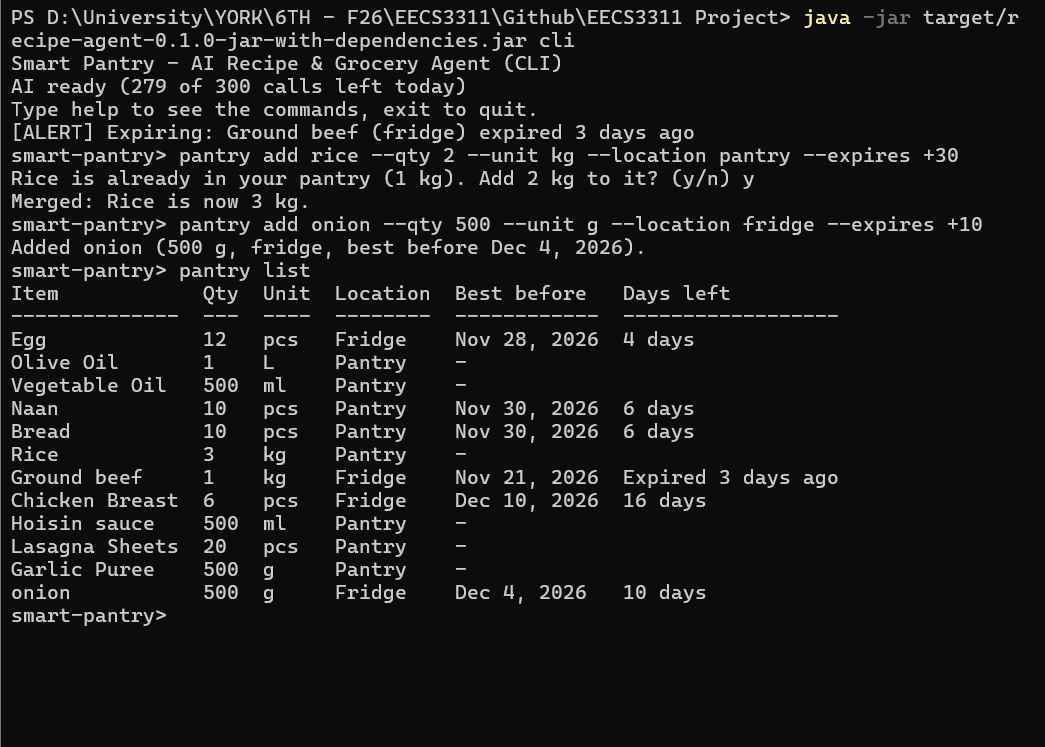 PS D:\University\YORK\6TH - F26\EECS3311\Github\EECS3311 Project> java -jar target/r
ecipe-agent-0.1.0-jar-with-dependencies.jar cli
Smart Pantry - AI Recipe & Grocery Agent (CLI)
AI ready (279 of 300 calls left today)
Type help to see the commands, exit to quit.
[ALERT] Expiring: Ground beef (fridge) expired 3 days ago
smart-pantry> pantry add rice --qty 2 --unit kg --location pantry --expires +30
Rice is already in your pantry (1 kg). Add 2 kg to it? (y/n) y
Merged: Rice is now 3 kg.
smart-pantry> pantry add onion --qty 500 --unit g --location fridge --expires +10
Added onion (500 g, fridge, best before Dec 4, 2026).
smart-pantry> pantry list
Item            Qty  Unit  Location  Best before   Days left
--------------  ---  ----  --------  ------------  ------------------
Egg             12   pcs   Fridge    Nov 28, 2026  4 days
Olive Oil       1    L     Pantry    -
Vegetable Oil   500  ml    Pantry    -
Naan            10   pcs   Pantry    Nov 30, 2026  6 days
Bread           10   pcs   Pantry    Nov 30, 2026  6 days
Rice            3    kg    Pantry    -
Ground beef     1    kg    Fridge    Nov 21, 2026  Expired 3 days ago
Chicken Breast  6    pcs   Fridge    Dec 10, 2026  16 days
Hoisin sauce    500  ml    Pantry    -
Lasagna Sheets  20   pcs   Pantry    -
Garlic Puree    500  g     Pantry    -
onion           500  g     Fridge    Dec 4, 2026   10 days
smart-pantry>